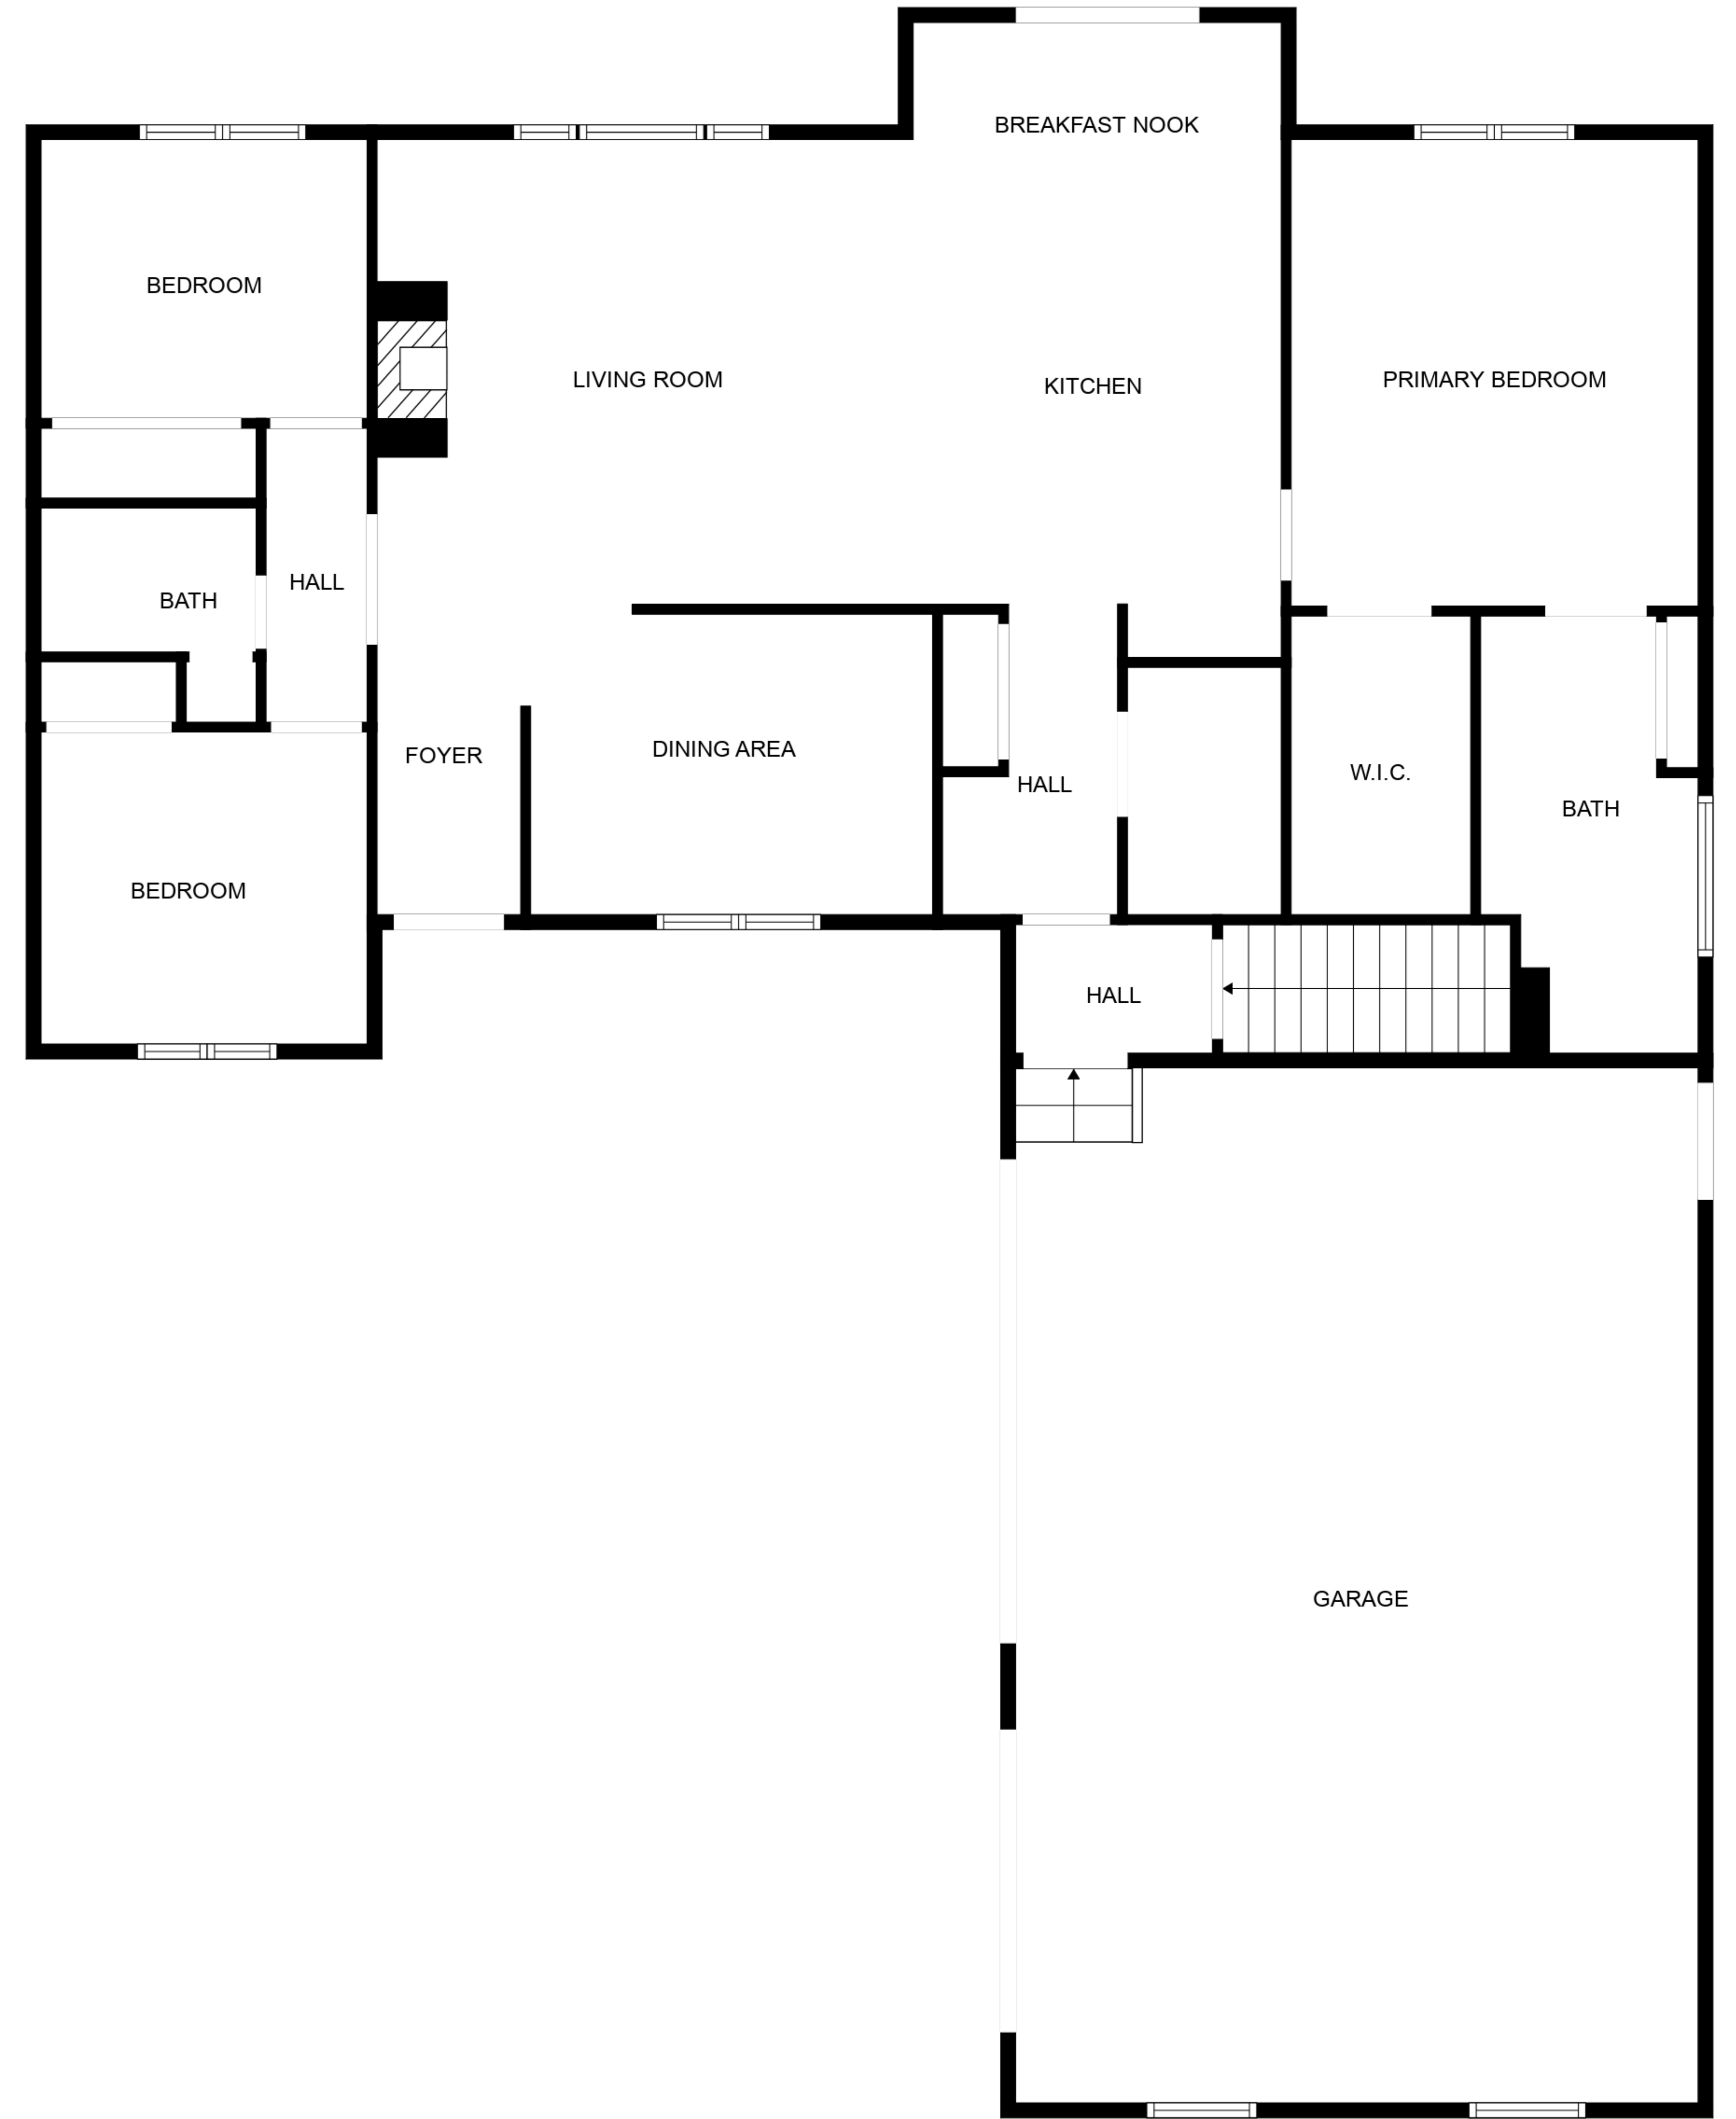 BREAKFAST NOOK
BEDROOM
LIVING ROOM
KITCHEN
PRIMARY BEDROOM
HALL
BATH
FOYER
DINING AREA
HALL
W.I.C.
BATH
BEDROOM
HALL
GARAGE